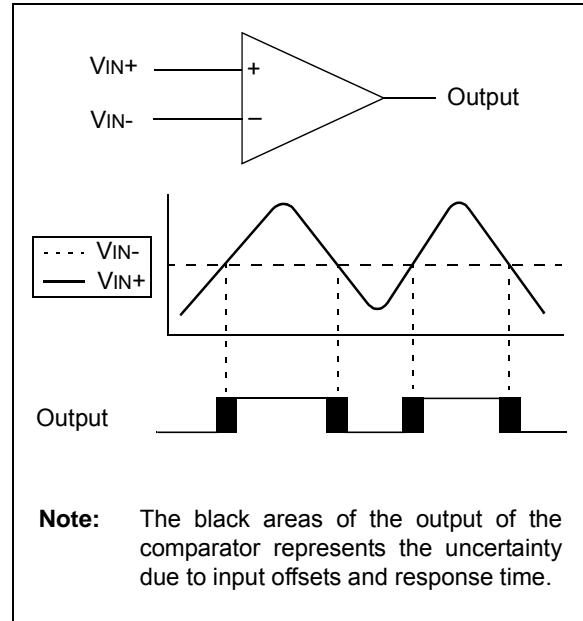 VIN+
+
Output
VIN-
–
VIN-
VIN+
Output
Note: The black areas of the output of the
comparator represents the uncertainty
due to input offsets and response time.